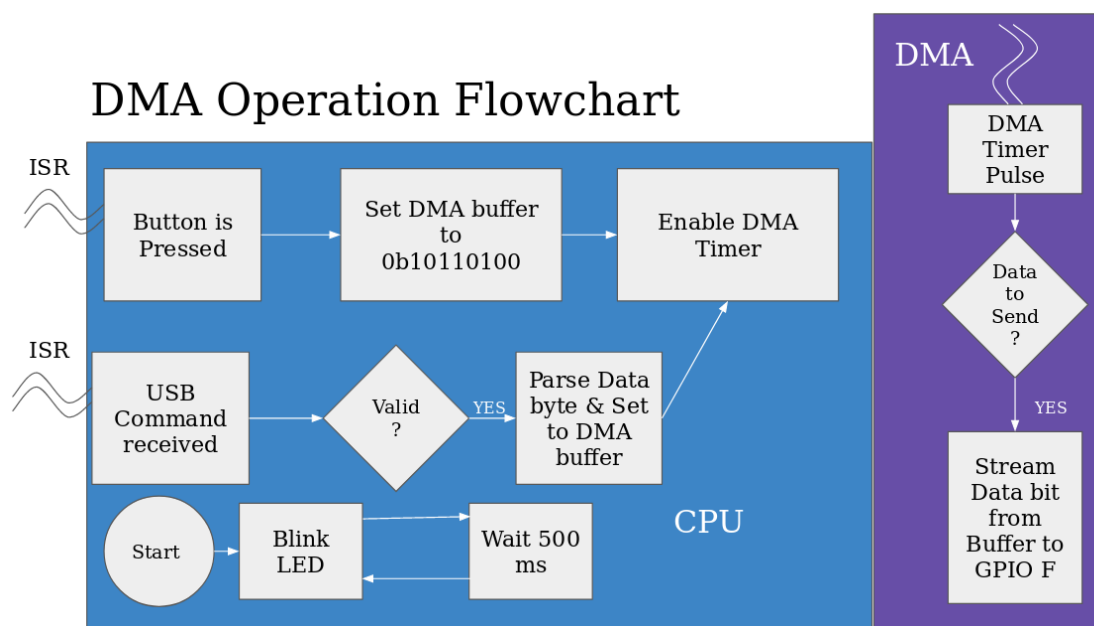 DMA Operation Flowchart
DMA
DMA
Timer
Pulse
Data
to
Send
?
YES
Stream
Data bit
from
Buffer to
GPIO F
ISR
Button is
Pressed
Set DMA buffer
to
0b10110100
Enable DMA
Timer
ISR
USB
Command
received
Valid
?
YES
Parse Data
byte & Set
to DMA
buffer
Start
Blink
LED
Wait 500
ms
CPU